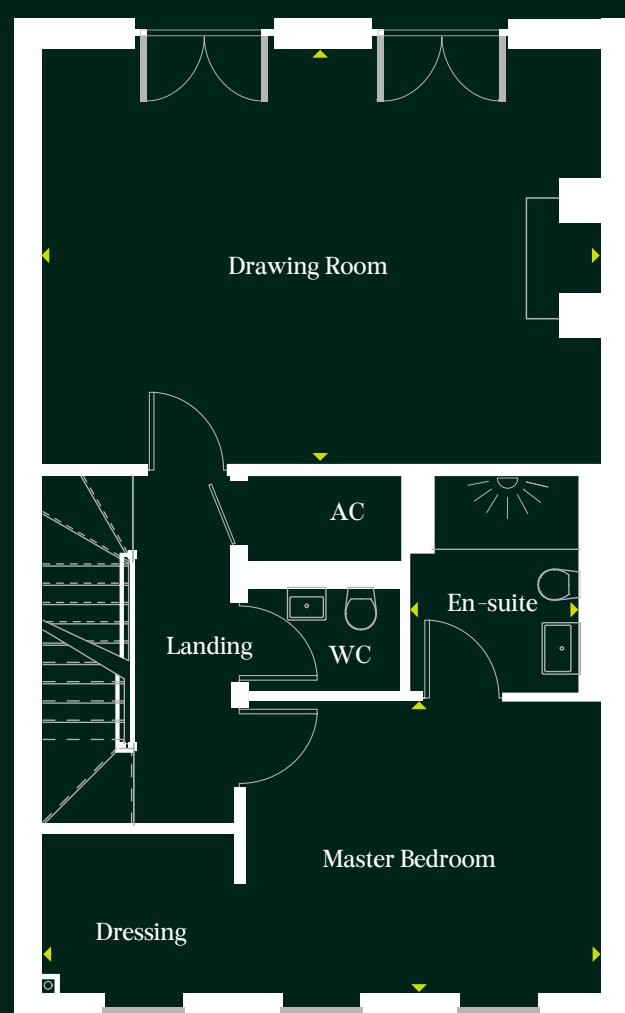 Drawing Room
AC
En-suite
Landing
WC
Master Bedroom
Dressing